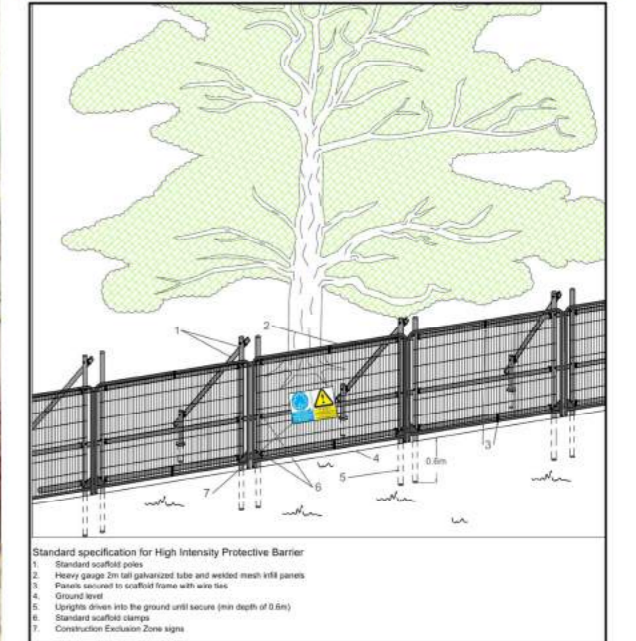 1
2
3
4
5
0.6m
6
7
Standard specification for High Intensity Protective Barrier
1. Standard scaffold poles
2. Heavy gauge 2m tall galvanized tube and welded mesh infill panels
3. Panels secured to scaffold frame with wire ties
4. Ground level
5. Uprights driven into the ground until secure (min depth of 0.6m)
6. Standard scaffold clamps
7. Construction Exclusion Zone signs